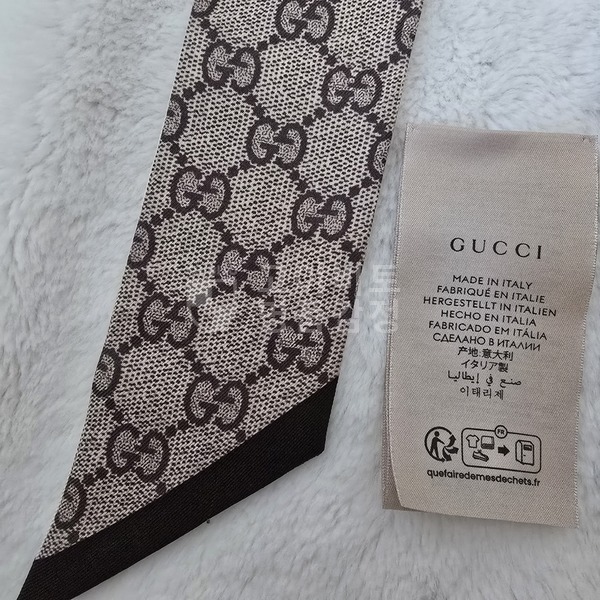 GUCCI
MADE IN ITALY
FABRIQUÉ EN ITALIE
HERGESTELLT IN ITALIEN
HECHO EN ITALIA
FABRICADO EM ITÁLIA
СДЕЛАНО В ИТАЛИИ
产地:意大利
イタリア製
صنع في إيطاليا
이태리제
FR
quefairedemesdechets.fr